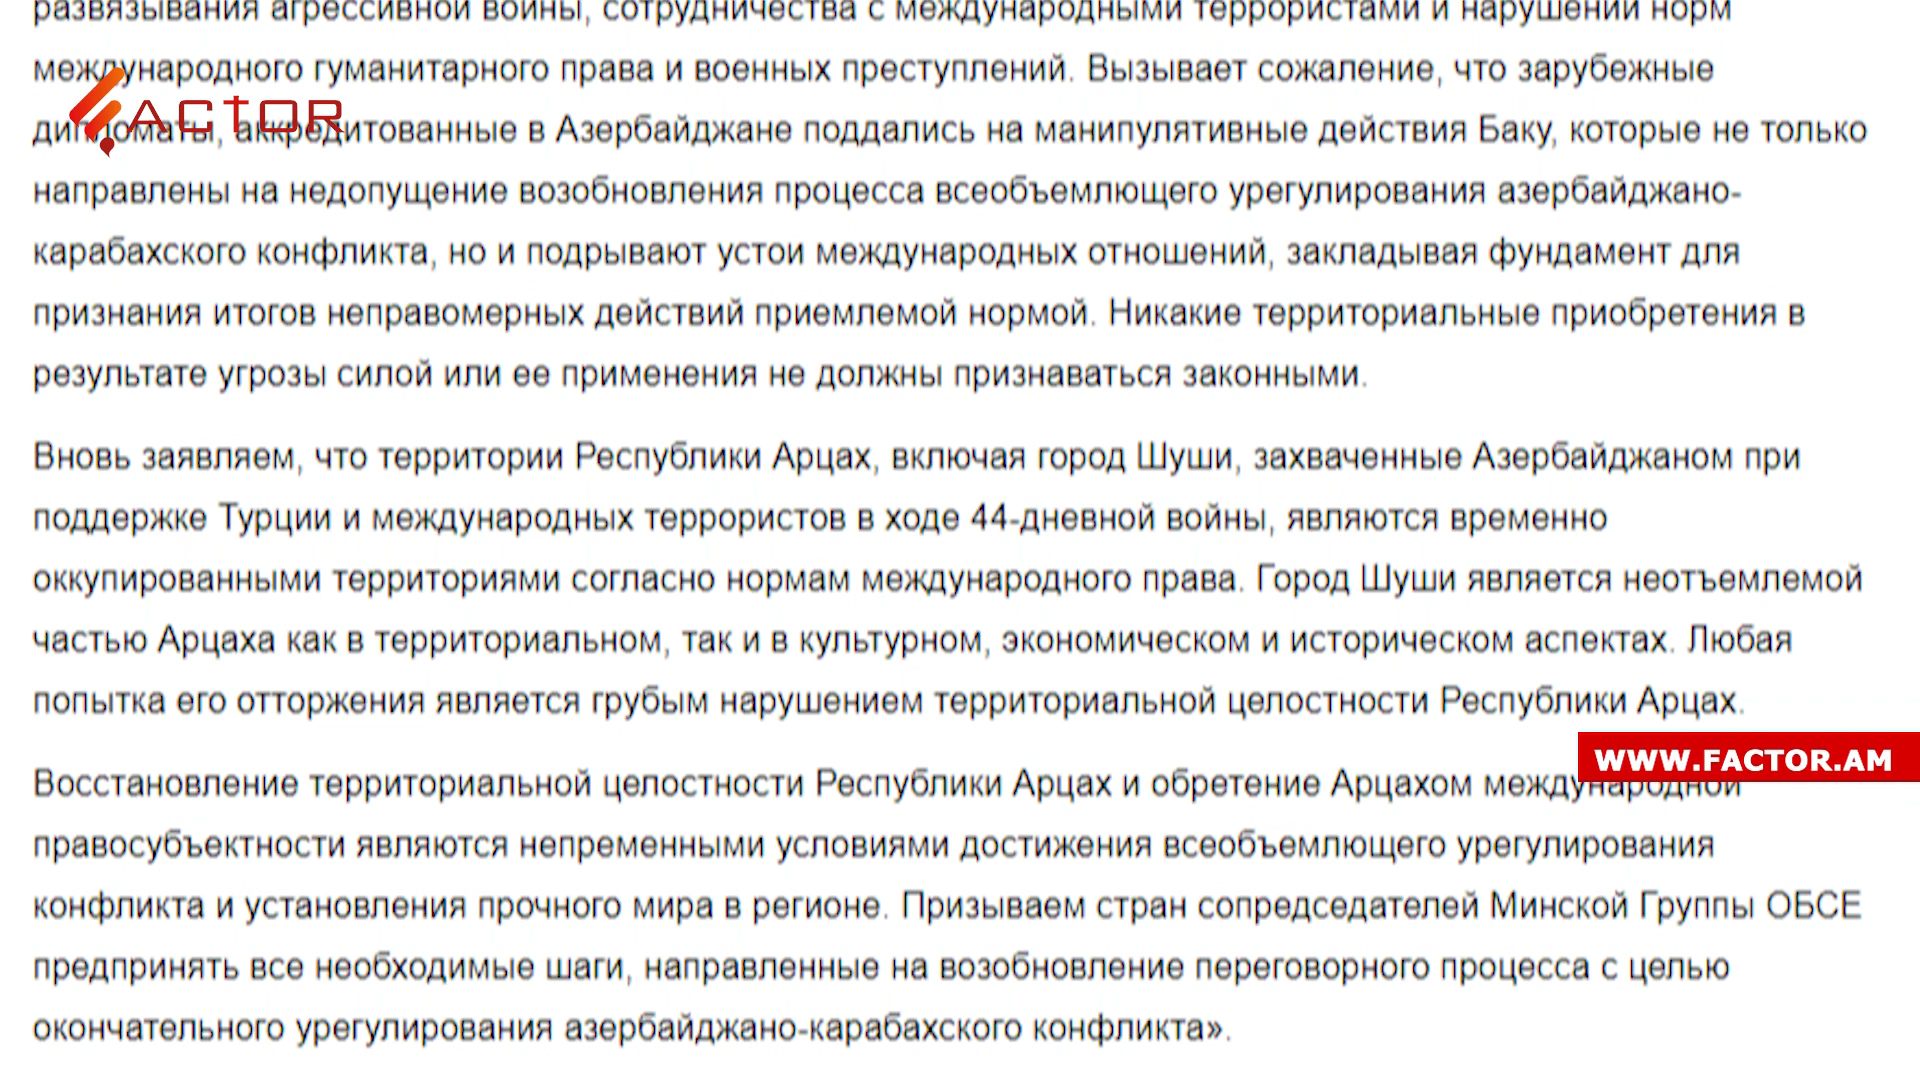 развязывания агрессивной войны, сотрудничества с международными террористами и нарушении норм
международного гуманитарного права и военных преступлений. Вызывает сожаление, что зарубежные
FACTOR
дипломаты, аккредитованные в Азербайджане поддались на манипулятивные действия Баку, которые не только
направлены на недопущение возобновления процесса всеобъемлющего урегулирования азербайджано-
карабахского конфликта, но и подрывают устои международных отношений, закладывая фундамент для
признания итогов неправомерных действий приемлемой нормой. Никакие территориальные приобретения в
результате угрозы силой или ее применения не должны признаваться законными.
Вновь заявляем, что территории Республики Арцах, включая город Шуши, захваченные Азербайджаном при
поддержке Турции и международных террористов в ходе 44-дневной войны, являются временно
оккупированными территориями согласно нормам международного права. Город Шуши является неотъемлемой
частью Арцаха как в территориальном, так и в культурном, экономическом и историческом аспектах. Любая
попытка его отторжения является грубым нарушением территориальной целостности Республики Арцах.
WWW.FACTOR.AM
Восстановление территориальной целостности Республики Арцах и обретение Арцахом международной
правосубъектности являются непременными условиями достижения всеобъемлющего урегулирования
конфликта и установления прочного мира в регионе. Призываем стран сопредседателей Минской Группы ОБСЕ
предпринять все необходимые шаги, направленные на возобновление переговорного процесса с целью
окончательного урегулирования азербайджано-карабахского конфликта».